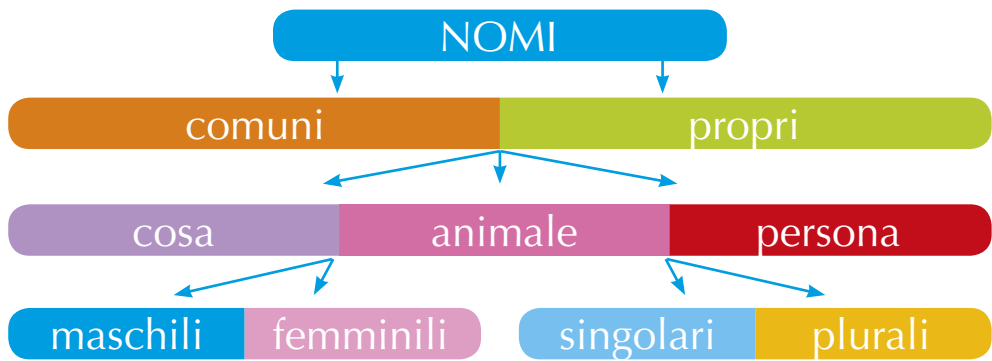 NOMI
comuni propri
cosa animale persona
maschili femminili singolari plurali